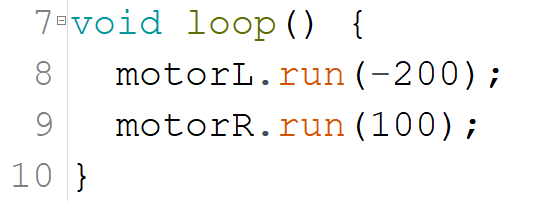 7 void loop() {
8 motorL.run(-200);
9 motorR.run(100);
10 }